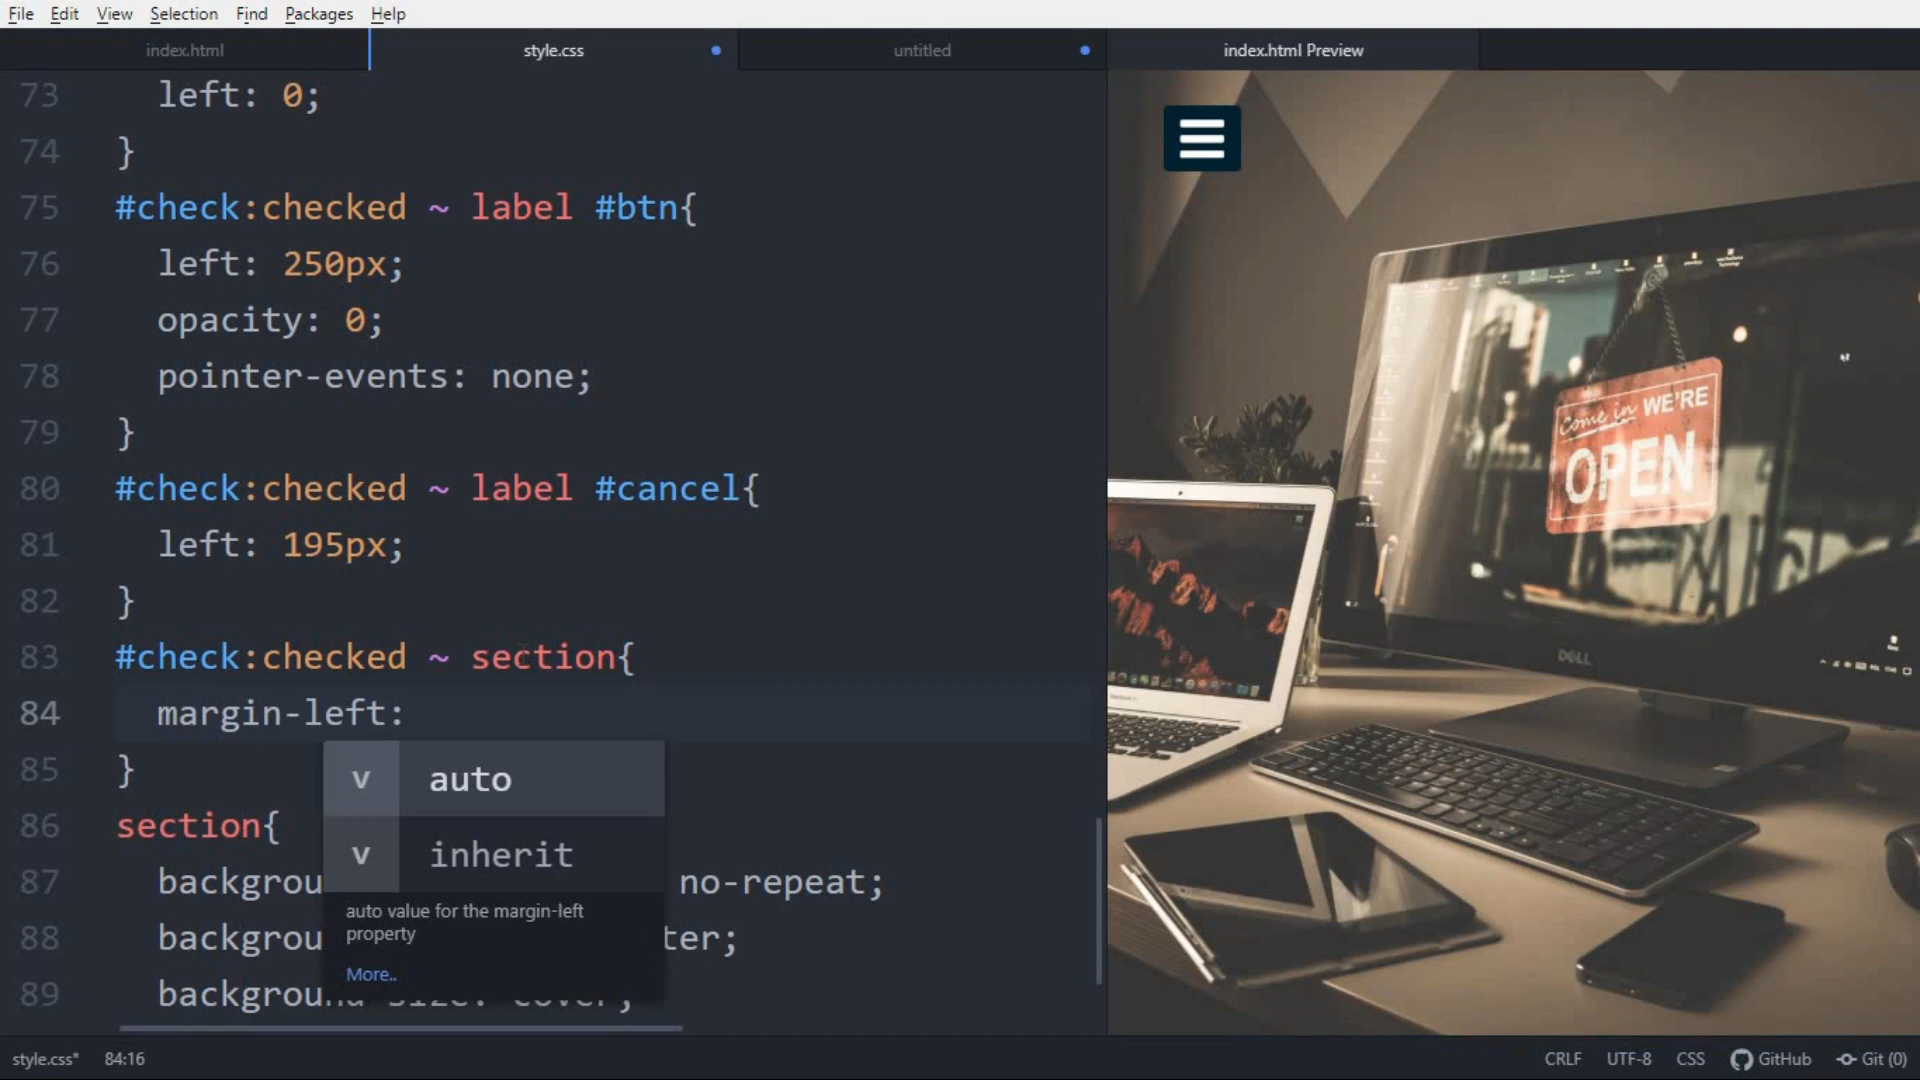 File Edit View Selection Find Packages Help
index.html style.css untitled index.html Preview
73 left: 0;
74 }
75 #check:checked ~ label #btn{
76 left: 250px;
77 opacity: 0;
78 pointer-events: none;
79 }
80 #check:checked ~ label #cancel{
81 left: 195px;
82 }
83 #check:checked ~ section{
84 margin-left:
85 }
v auto
86 section{
v inherit
87 backgrou no-repeat;
auto value for the margin-left
property
88 backgrou ter;
More..
89 background-size: cover;
Come in WE'RE
OPEN
DELL
style.css* 84:16 CRLF UTF-8 CSS GitHub Git (0)